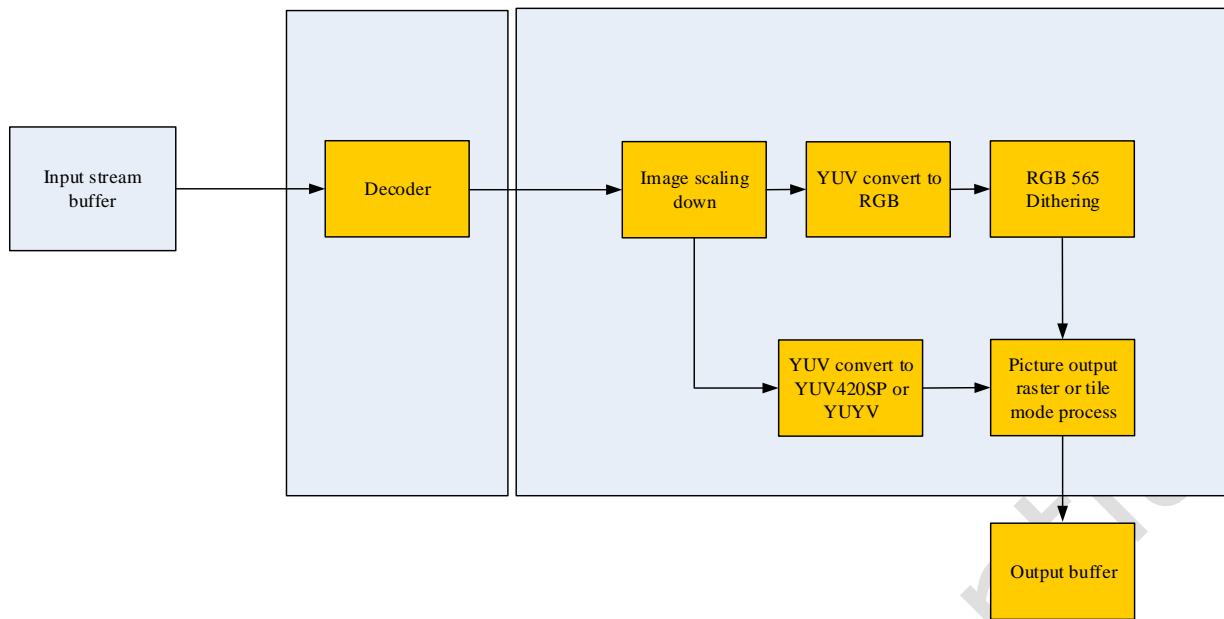 Input stream
buffer
Decoder
Image scaling
down
YUV convert to
RGB
RGB 565
Dithering
YUV convert to
YUV420SP or
YUYV
Picture output
raster or tile
mode process
Output buffer